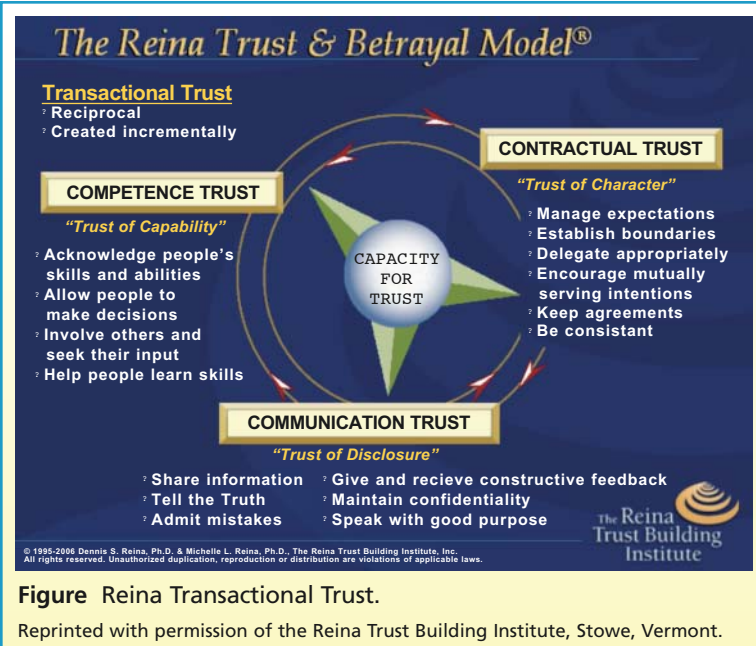 The Reina Trust & Betrayal Model®
Transactional Trust
? Reciprocal
? Created incrementally
COMPETENCE TRUST
“Trust of Capability”
? Acknowledge people’s
skills and abilities
? Allow people to
make decisions
? Involve others and
seek their input
? Help people learn skills
CAPACITY
FOR
TRUST
CONTRACTUAL TRUST
“Trust of Character”
? Manage expectations
? Establish boundaries
? Delegate appropriately
? Encourage mutually
serving intentions
? Keep agreements
? Be consistant
COMMUNICATION TRUST
“Trust of Disclosure”
? Share information
? Tell the Truth
? Admit mistakes
? Give and recieve constructive feedback
? Maintain confidentiality
? Speak with good purpose
The Reina
Trust Building
Institute
© 1995-2006 Dennis S. Reina, Ph.D. & Michelle L. Reina, Ph.D., The Reina Trust Building Institute, Inc.
All rights reserved. Unauthorized duplication, reproduction or distribution are violations of applicable laws.
Figure Reina Transactional Trust.
Reprinted with permission of the Reina Trust Building Institute, Stowe, Vermont.